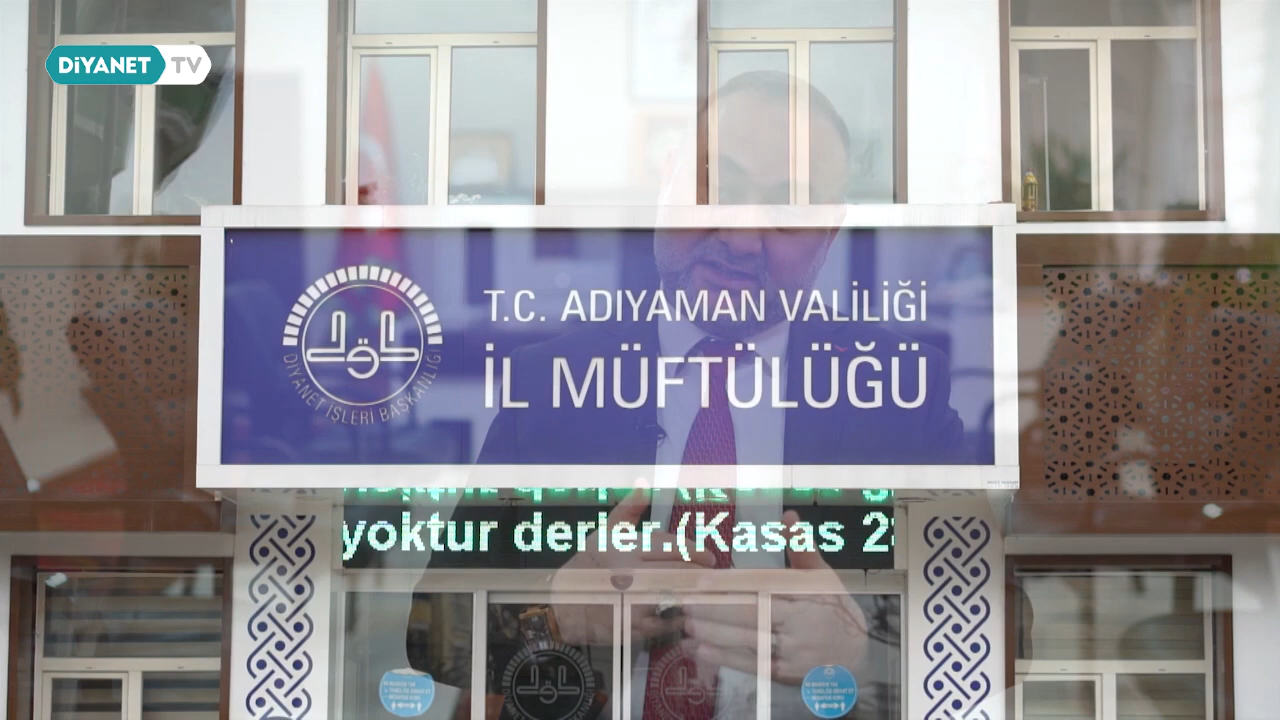 DİYANET TV
T.C. ADIYAMAN VALİLİĞİ
İL MÜFTÜLÜĞÜ
DİYANET İŞLERİ BAŞKANLIĞI
yoktur derler.(Kasas 2